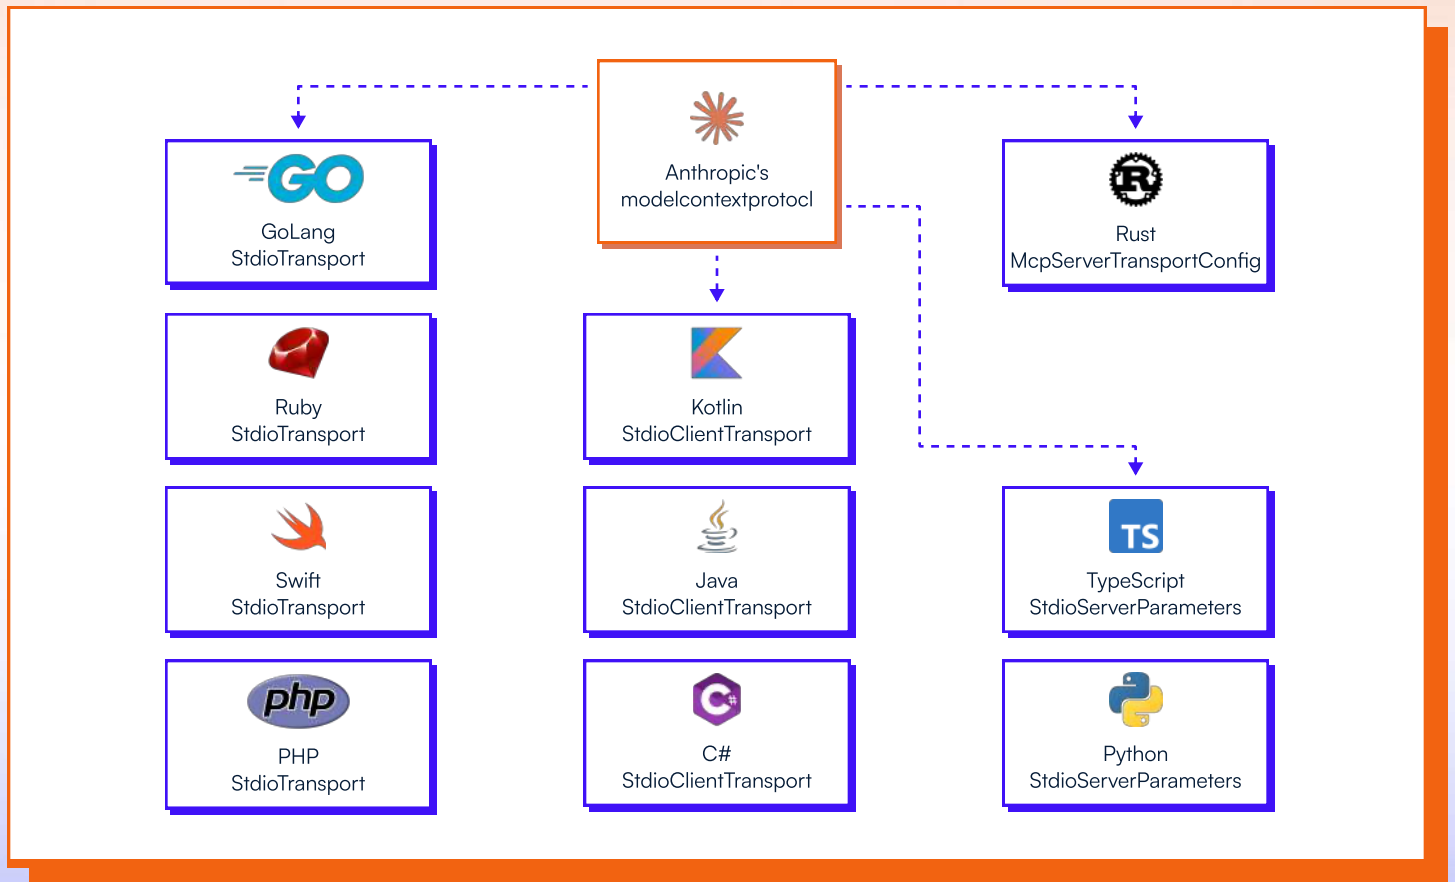 Anthropic's
modelcontextprotocl
GO
GoLang
StdioTransport
R
Rust
McpServerTransportConfig
Ruby
StdioTransport
Kotlin
StdioClientTransport
Swift
StdioTransport
Java
StdioClientTransport
TS
TypeScript
StdioServerParameters
php
PHP
StdioTransport
C#
C#
StdioClientTransport
Python
StdioServerParameters